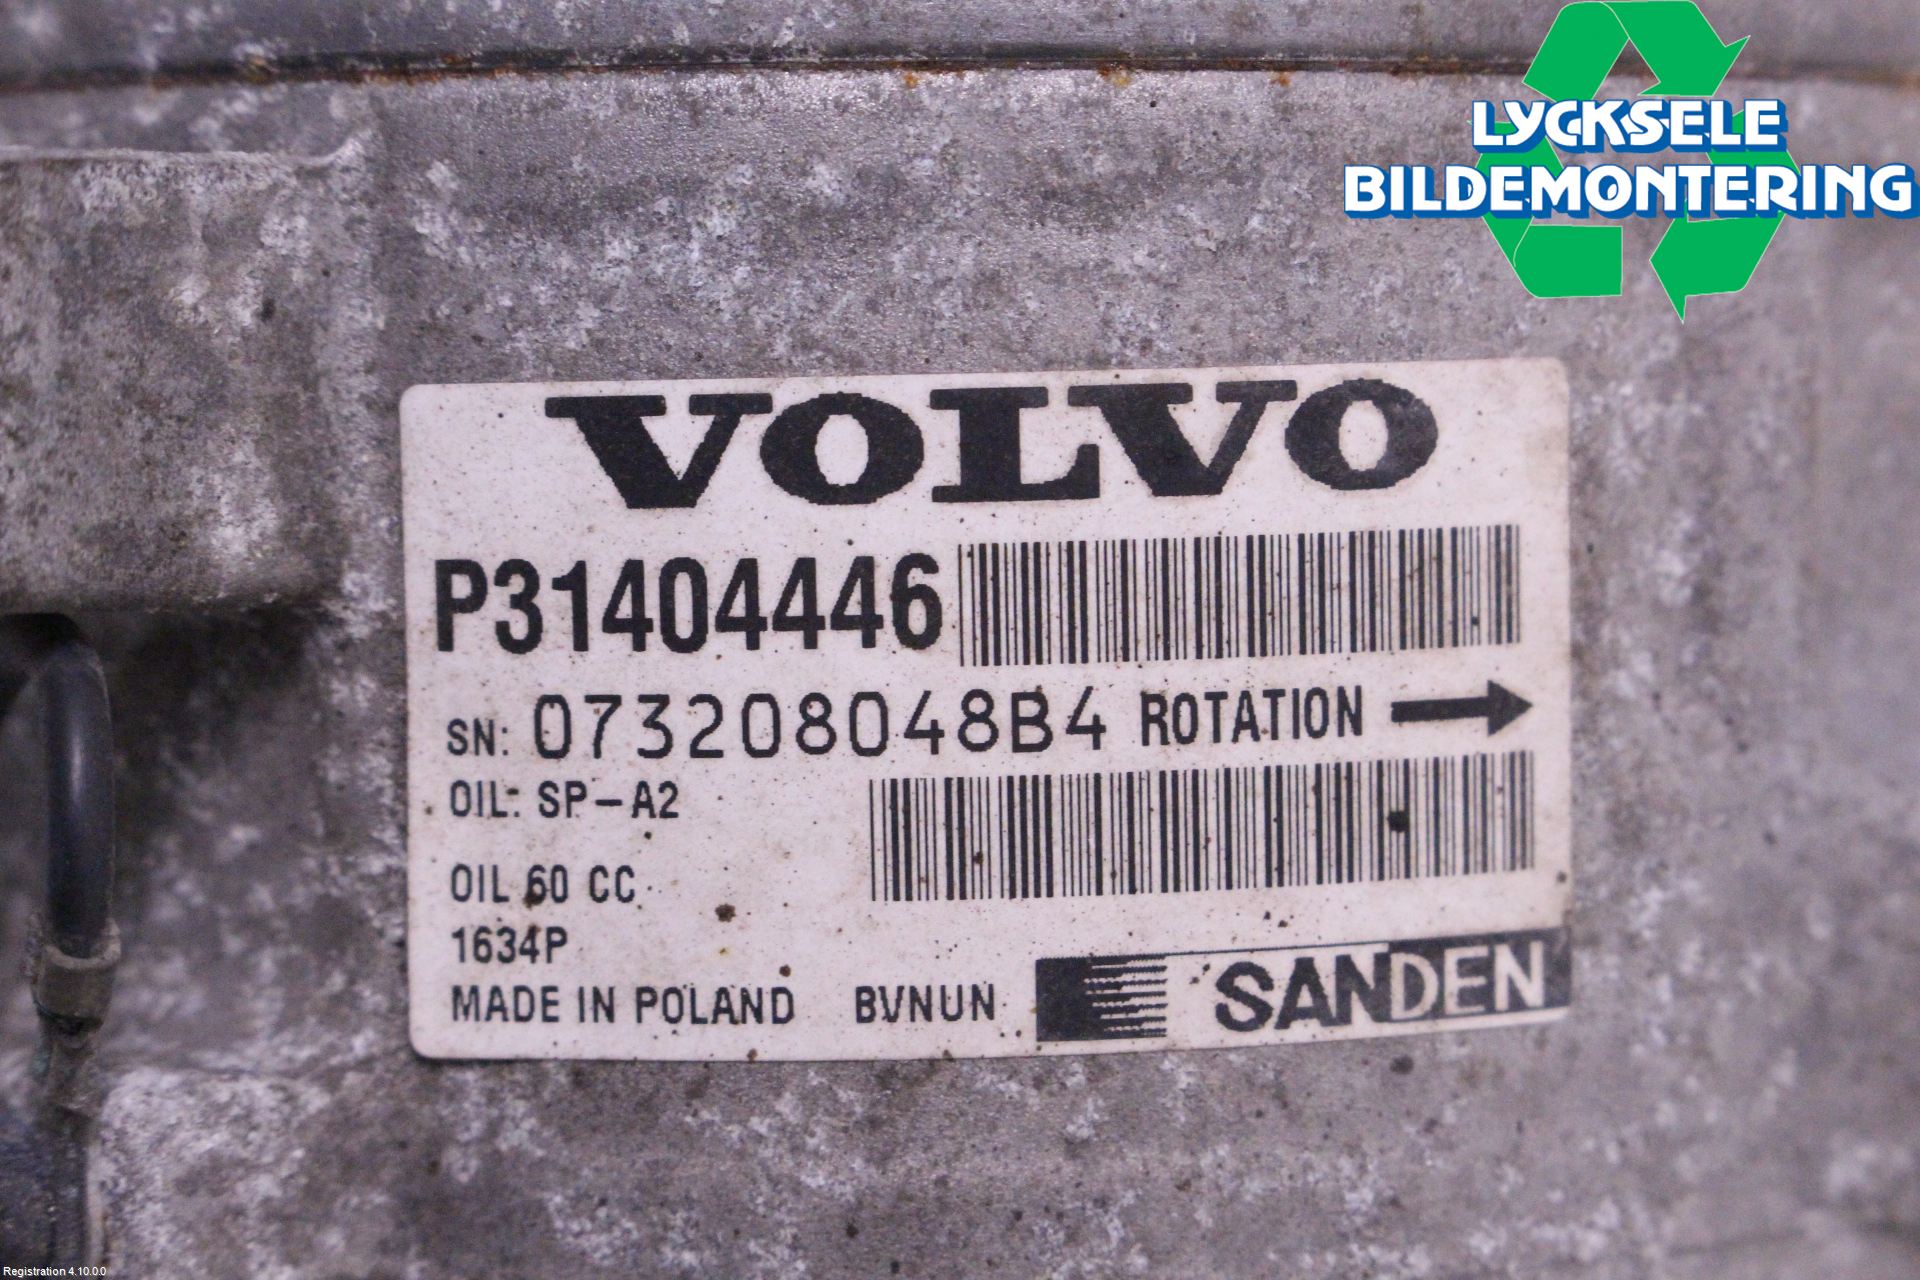 LYCKSELE
BILDEMONTERING
VOLVO
P31404446
SN: 073208048B4 ROTATION
OIL: SP-A2
OIL 60 CC
1634P
MADE IN POLAND BVNUN SANDEN
Registration 4.10.0.0